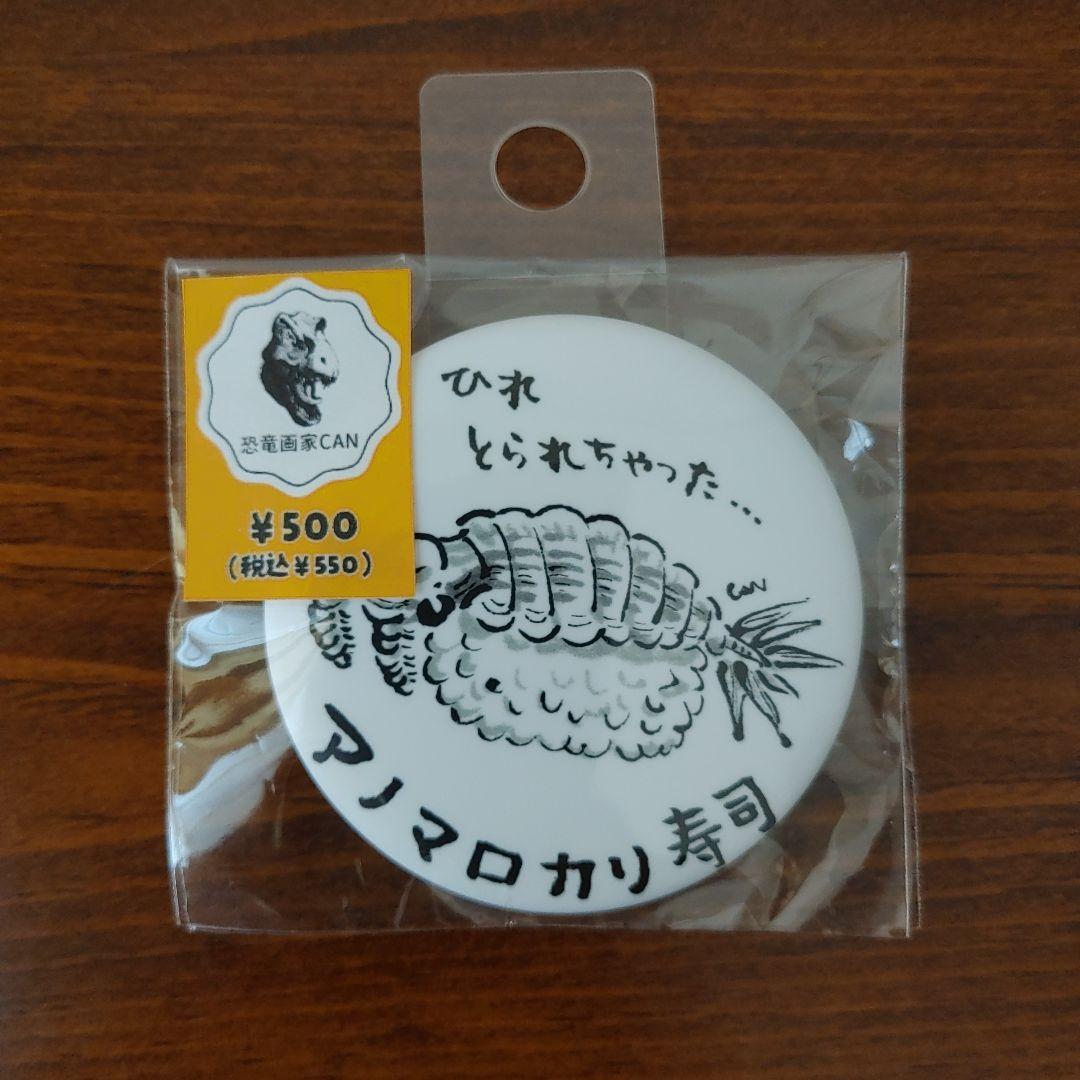 恐竜画家CAN
¥500
(税込¥550)
ひれ
とられちゃった...
can
アノマロカリ寿司